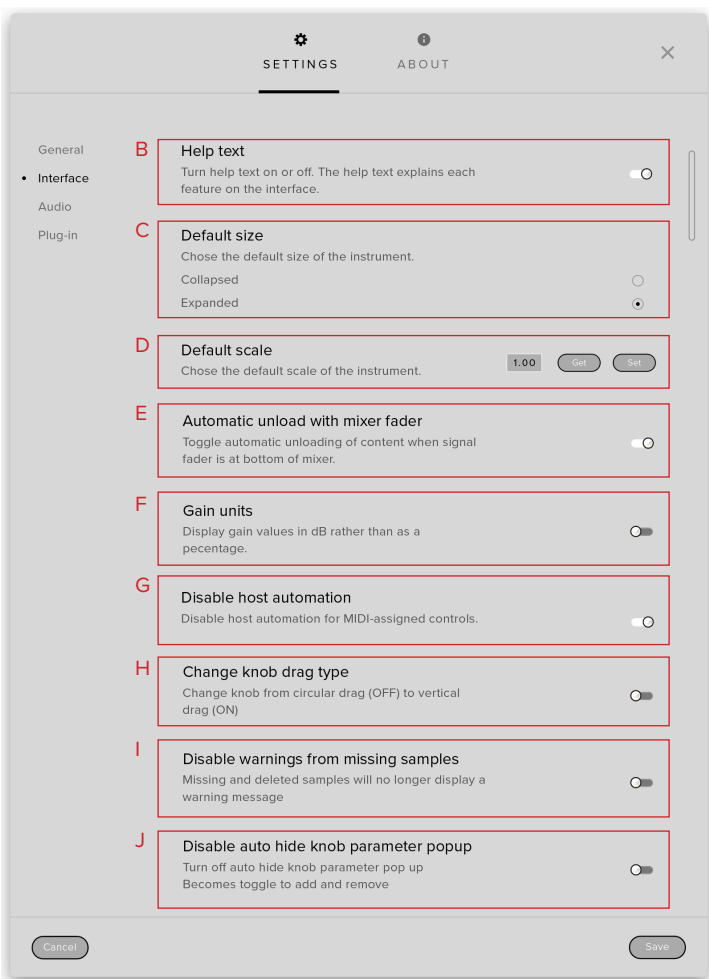 SETTINGS
ABOUT
General
Interface
Audio
Plug-in
B
Help text
Turn help text on or off. The help text explains each
feature on the interface.
C
Default size
Chose the default size of the instrument.
Collapsed
Expanded
D
Default scale
Chose the default scale of the instrument.
1.00
Get
Set
E
Automatic unload with mixer fader
Toggle automatic unloading of content when signal
fader is at bottom of mixer.
F
Gain units
Display gain values in dB rather than as a
pecentage.
G
Disable host automation
Disable host automation for MIDI-assigned controls.
H
Change knob drag type
Change knob from circular drag (OFF) to vertical
drag (ON)
I
Disable warnings from missing samples
Missing and deleted samples will no longer display a
warning message
J
Disable auto hide knob parameter popup
Turn off auto hide knob parameter pop up
Becomes toggle to add and remove
Cancel
Save